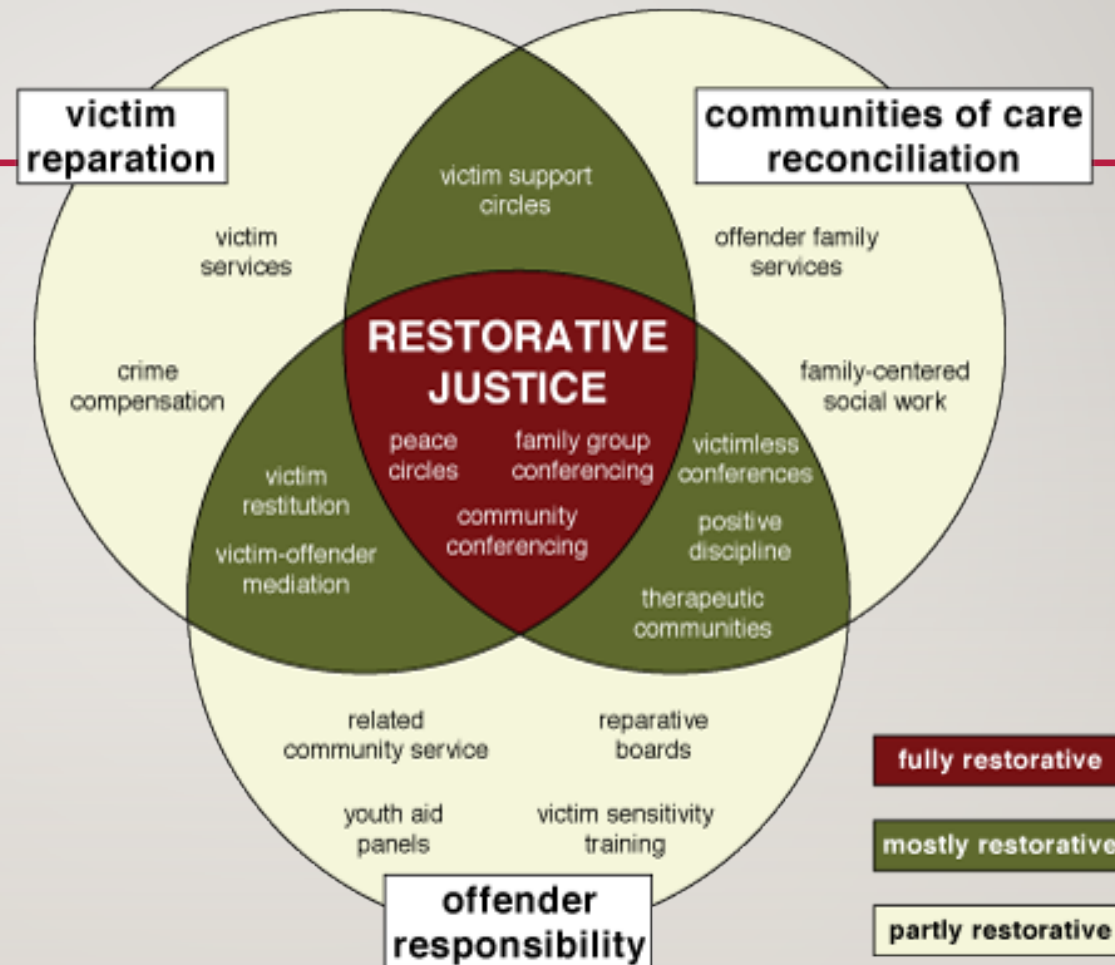 victim
reparation
communities of care
reconciliation
victim support
circles
victim
services
offender family
services
crime
compensation
family-centered
social work
RESTORATIVE
JUSTICE
peace
circles
family group
conferencing
community
conferencing
victim
restitution
victim-offender
mediation
victimless
conferences
positive
discipline
therapeutic
communities
related
community service
reparative
boards
youth aid
panels
victim sensitivity
training
offender
responsibility
fully restorative
mostly restorative
partly restorative